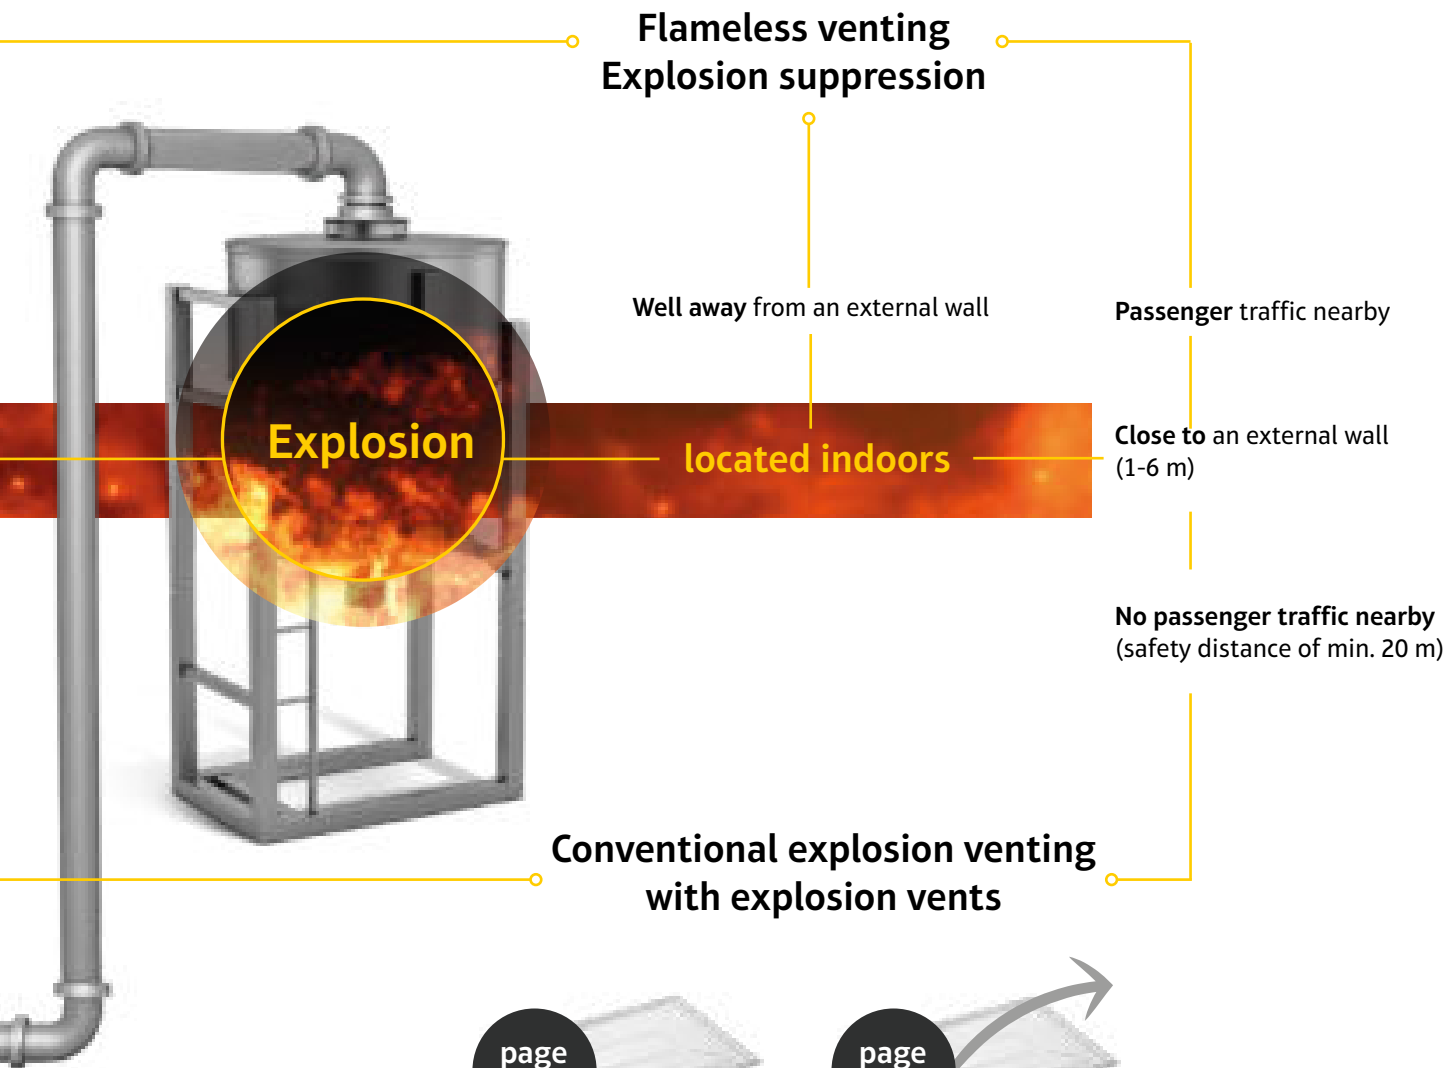 Flameless venting
Explosion suppression
Well away from an external wall
Passenger traffic nearby
Explosion
located indoors
Close to an external wall
(1-6 m)
No passenger traffic nearby
(safety distance of min. 20 m)
Conventional explosion venting
with explosion vents
page
page